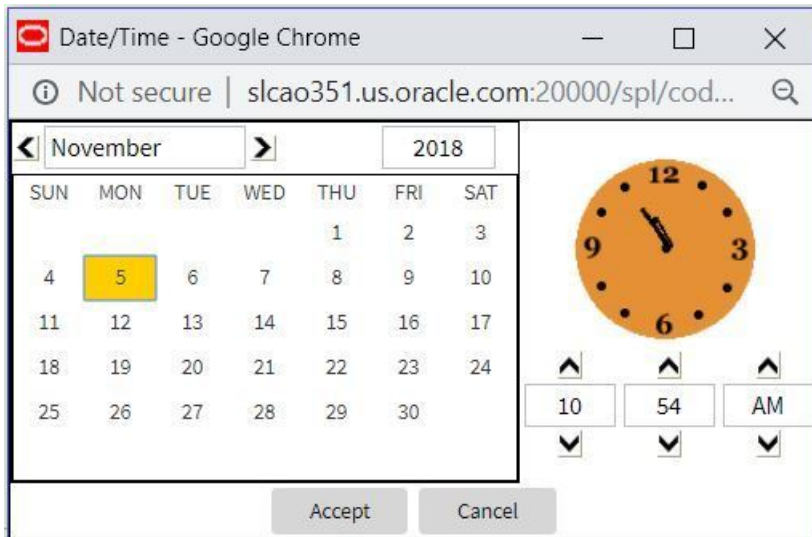 Date/Time - Google Chrome
Not secure | slcao351.us.oracle.com:20000/spl/cod...
November 2018
SUN MON TUE WED THU FRI SAT
1 2 3
4 5 6 7 8 9 10
11 12 13 14 15 16 17
18 19 20 21 22 23 24
25 26 27 28 29 30
12
9 3
6
10 54 AM
Accept Cancel